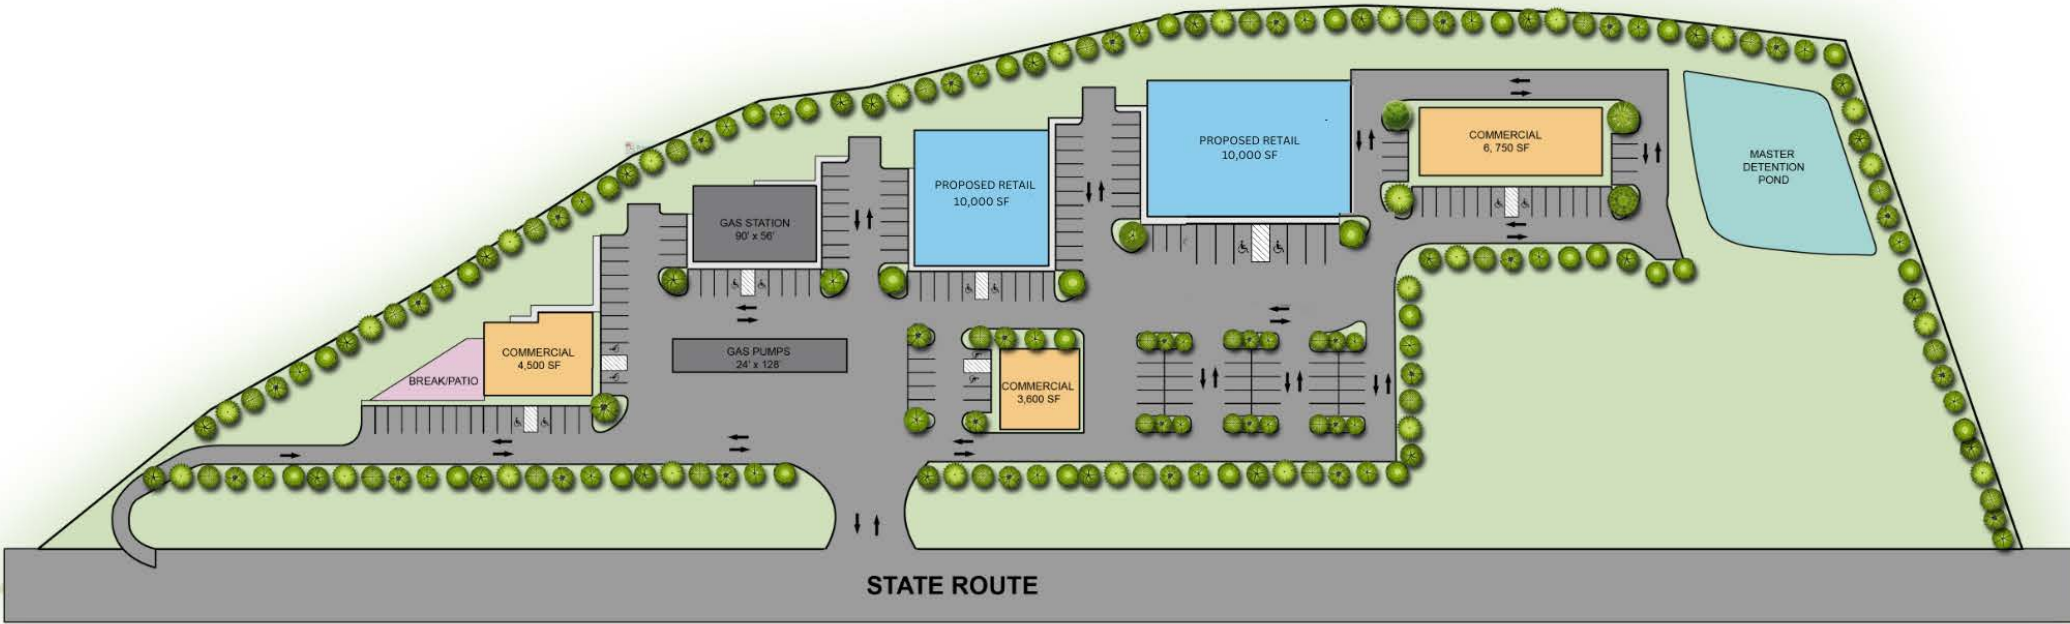 PROPOSED RETAIL
10,000 SF
COMMERCIAL
6, 750 SF
MASTER
DETENTION
POND
PROPOSED RETAIL
10,000 SF
GAS STATION
90' x 56'
COMMERCIAL
4,500 SF
GAS PUMPS
24' x 128'
BREAK/PATIO
COMMERCIAL
3,600 SF
STATE ROUTE